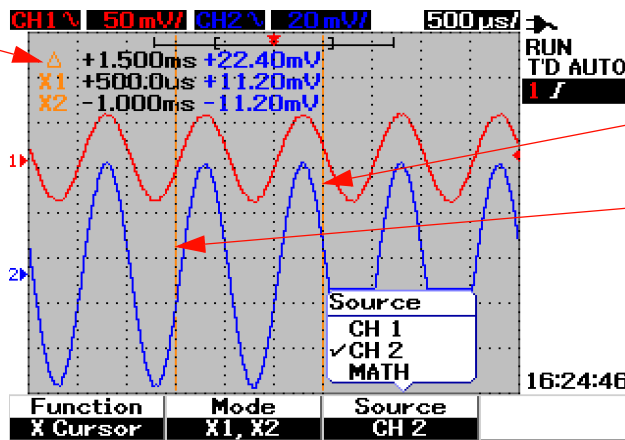 CH1 ∿ 50 mV/ CH2 ∿ 20 mV/ 500 µs/
RUN
T'D AUTO
1
Δ +1.500ms +22.40mV
X1 +500.0us +11.20mV
X2 -1.000ms -11.20mV
1
2
Source
CH 1
✓CH 2
MATH
16:24:46
Function Mode Source
X Cursor X1, X2 CH 2